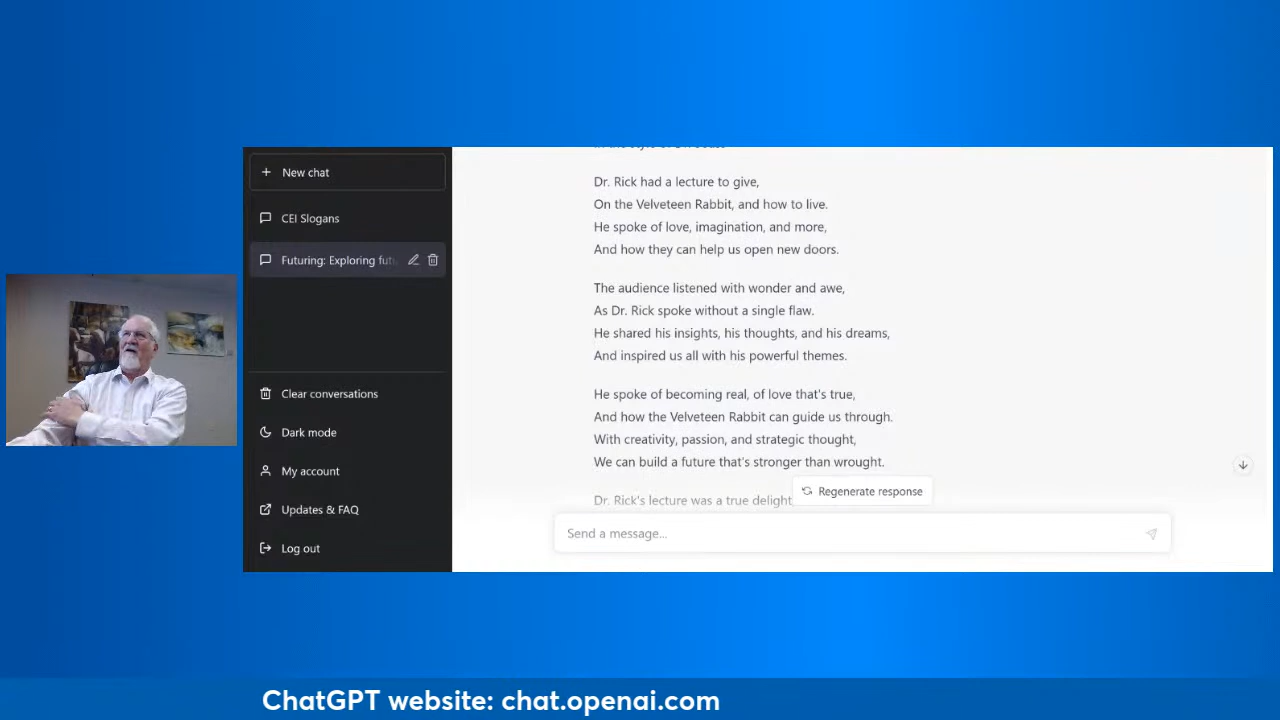 New chat
CEI Slogans
Futuring: Exploring
Clear conversations
Dark mode
My account
Updates & FAQ
Log out
Dr. Rick had a lecture to give,
On the Velveteen Rabbit, and how to live.
He spoke of love, imagination, and more,
And how they can help us open new doors.
The audience listened with wonder and awe,
As Dr. Rick spoke without a single flaw.
He shared his insights, his thoughts, and his dreams,
And inspired us all with his powerful themes.
He spoke of becoming real, of love that's true,
And how the Velveteen Rabbit can guide us through.
With creativity, passion, and strategic thought,
We can build a future that's stronger than wrought.
Dr. Rick's lecture was a true delight
Regenerate response
Send a message...
ChatGPT website: chat.openai.com